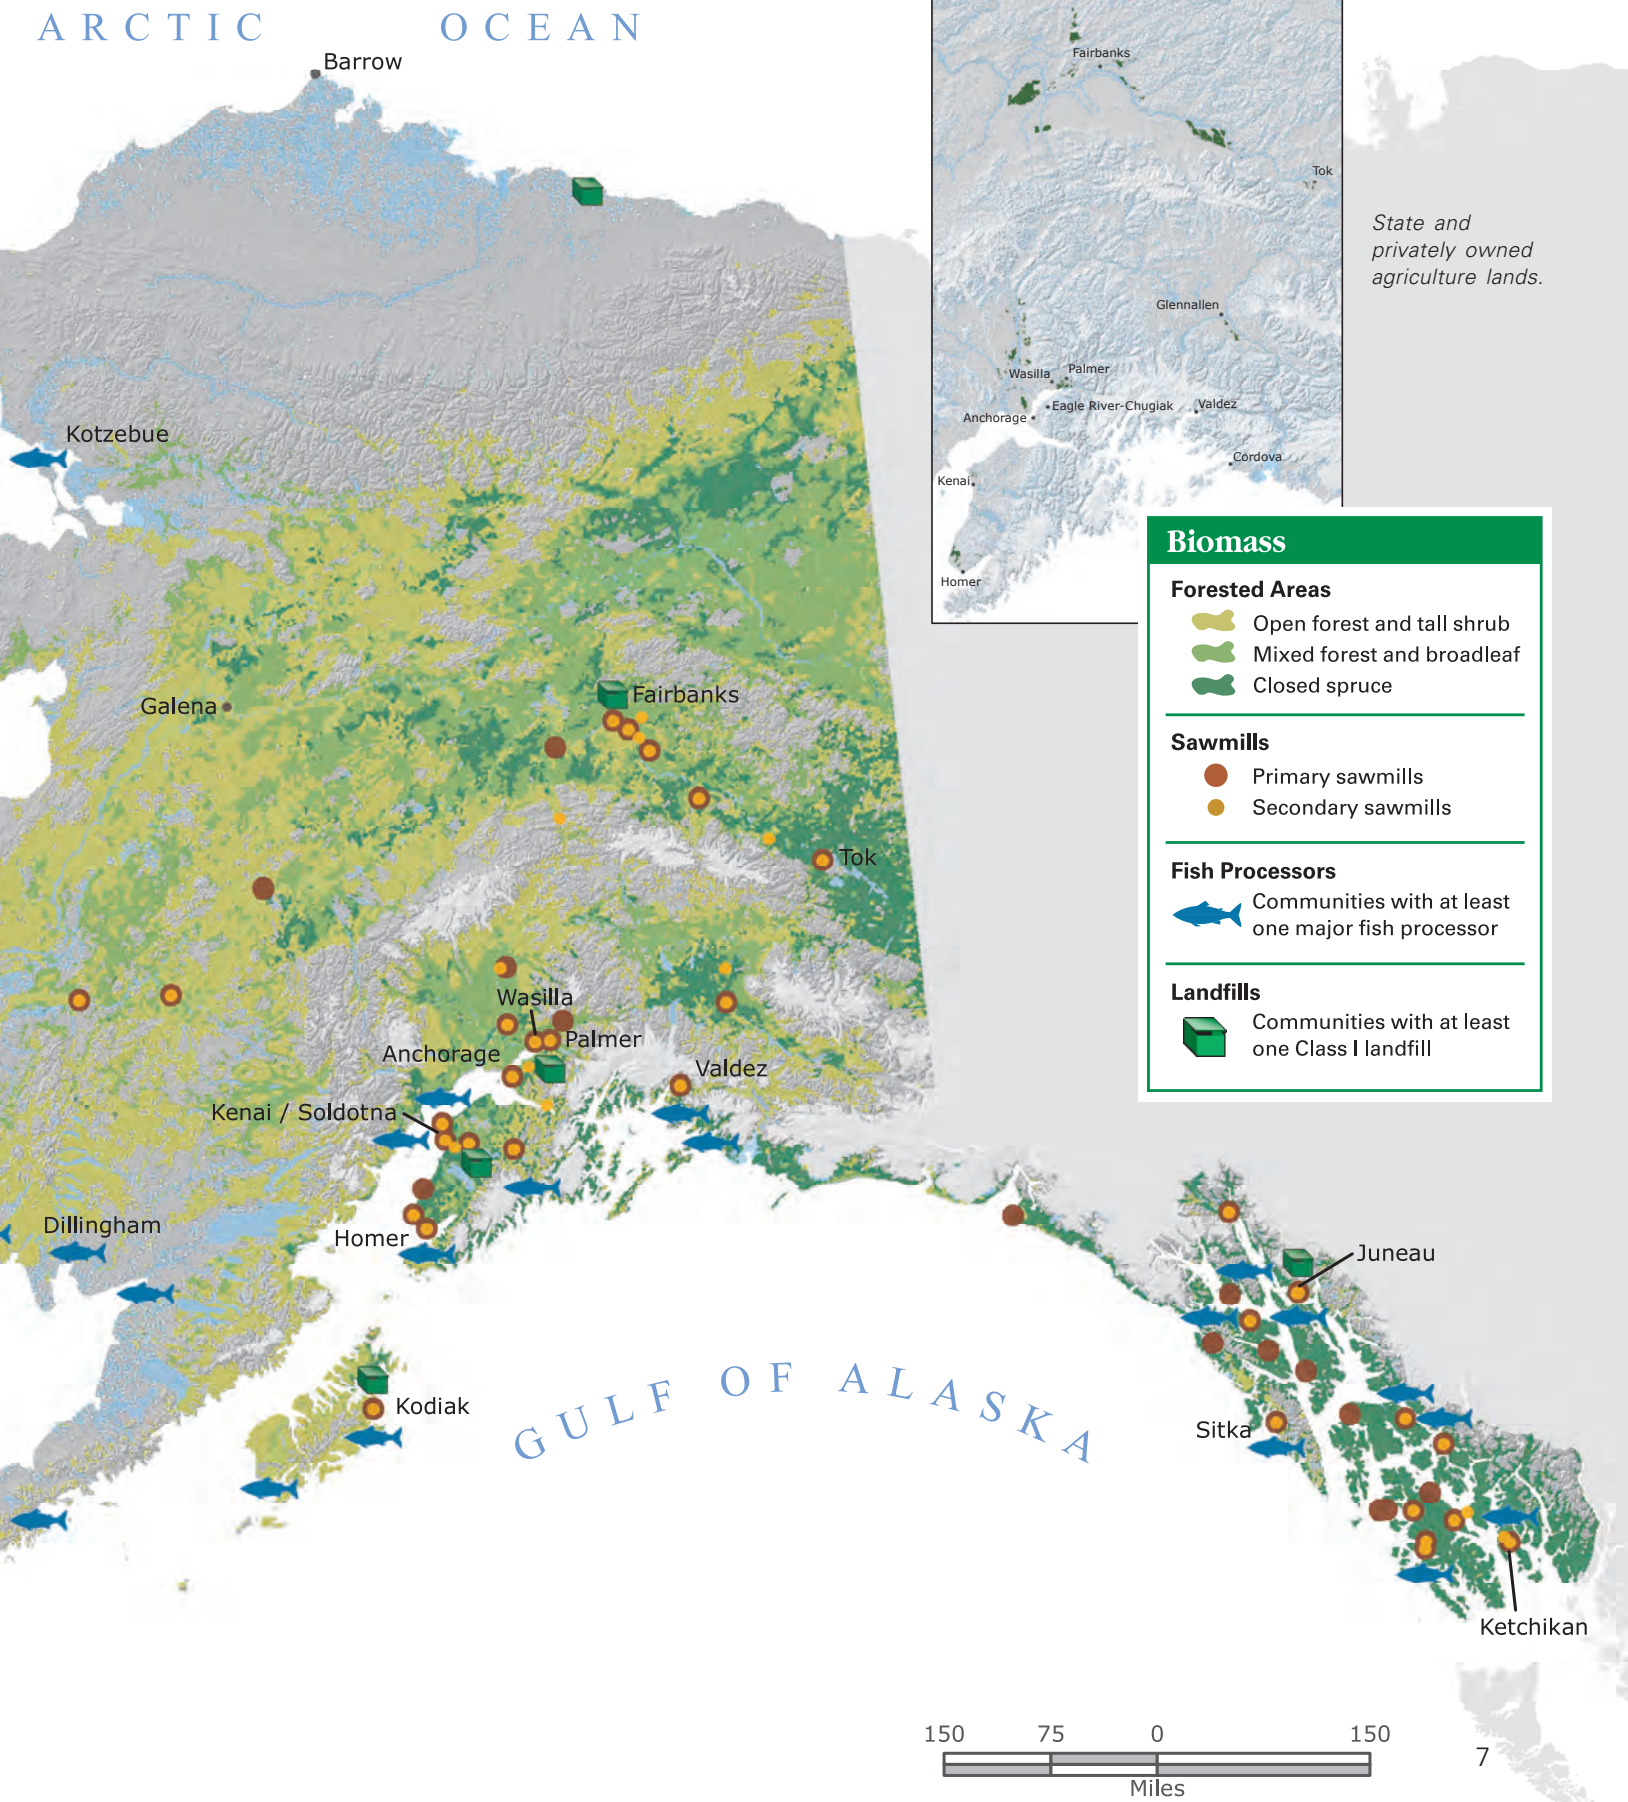 ARCTIC OCEAN
Barrow
Kotzebue
Galena
Fairbanks
Tok
Wasilla
Palmer
Anchorage
Valdez
Kenai / Soldotna
Dillingham
Homer
Kodiak
Juneau
Sitka
Ketchikan
GULF OF ALASKA
Fairbanks
Tok
Glennallen
Wasilla
Palmer
Eagle River-Chugiak
Valdez
Anchorage
Cordova
Kenai
Homer
State and
privately owned
agriculture lands.
Biomass
Forested Areas
Open forest and tall shrub
Mixed forest and broadleaf
Closed spruce
Sawmills
Primary sawmills
Secondary sawmills
Fish Processors
Communities with at least
one major fish processor
Landfills
Communities with at least
one Class I landfill
150 75 0 150
Miles
7